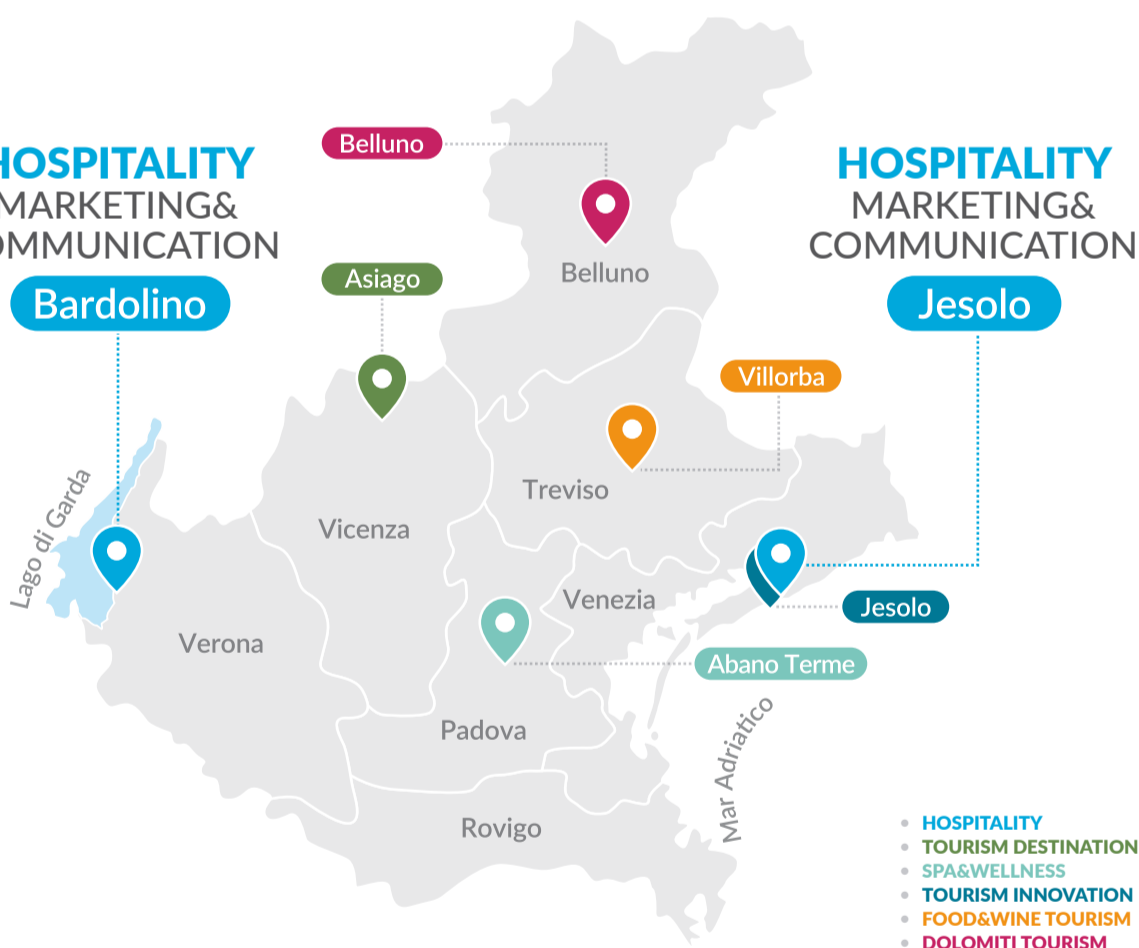 HOSPITALITY
MARKETING&
OMMUNICATION
Bardolino
Belluno
Belluno
Asiago
HOSPITALITY
MARKETING&
COMMUNICATION
Jesolo
Villorba
Treviso
Vicenza
Lago di Garda
Verona
Venezia
Jesolo
Abano Terme
Padova
Mar Adriatico
Rovigo
• HOSPITALITY
• TOURISM DESTINATION
• SPA&WELLNESS
• TOURISM INNOVATION
• FOOD&WINE TOURISM
• DOLOMITI TOURISM